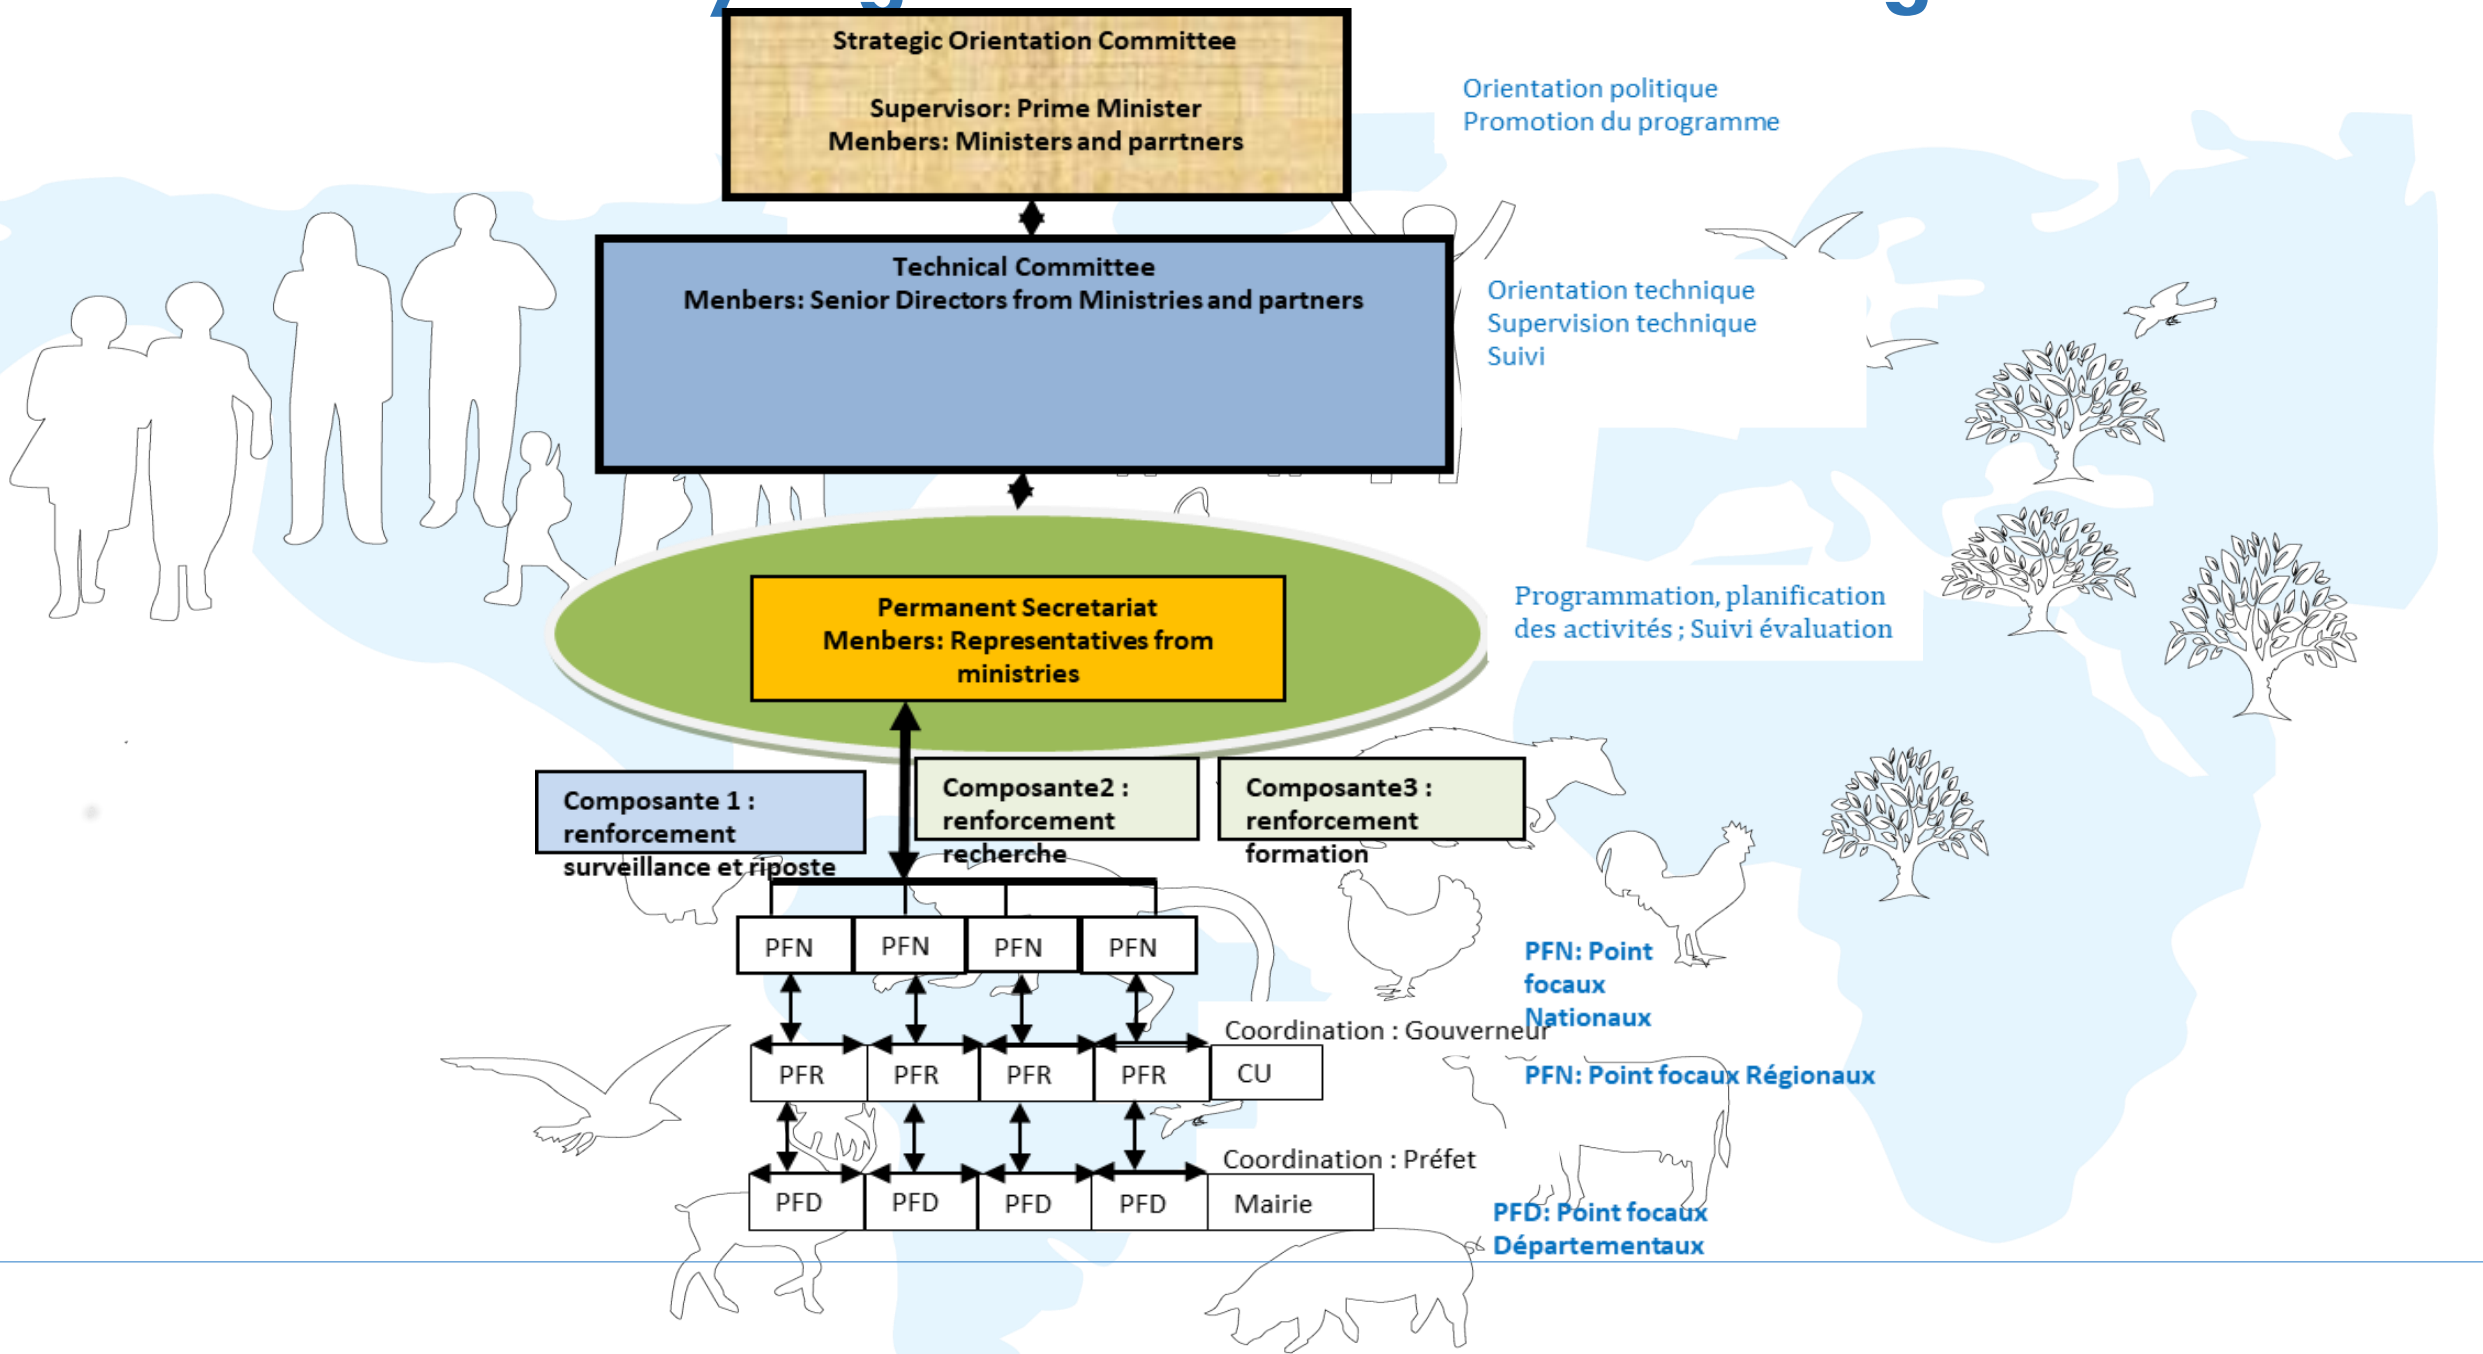 Strategic Orientation Committee
Supervisor: Prime Minister
Menbers: Ministers and parrtners
Orientation politique
Promotion du programme
Technical Committee
Menbers: Senior Directors from Ministries and partners
Orientation technique
Supervision technique
Suivi
Permanent Secretariat
Menbers: Representatives from
ministries
Programmation, planification
des activités ; Suivi évaluation
Composante 1 :
renforcement
surveillance et riposte
Composante2 :
renforcement
recherche
Composante3 :
renforcement
formation
PFN PFN PFN PFN
PFN: Point
focaux
Nationaux
Coordination : Gouverneur
PFR PFR PFR PFR CU
PFN: Point focaux Régionaux
Coordination : Préfet
PFD PFD PFD PFD Mairie
PFD: Point focaux
Départementaux